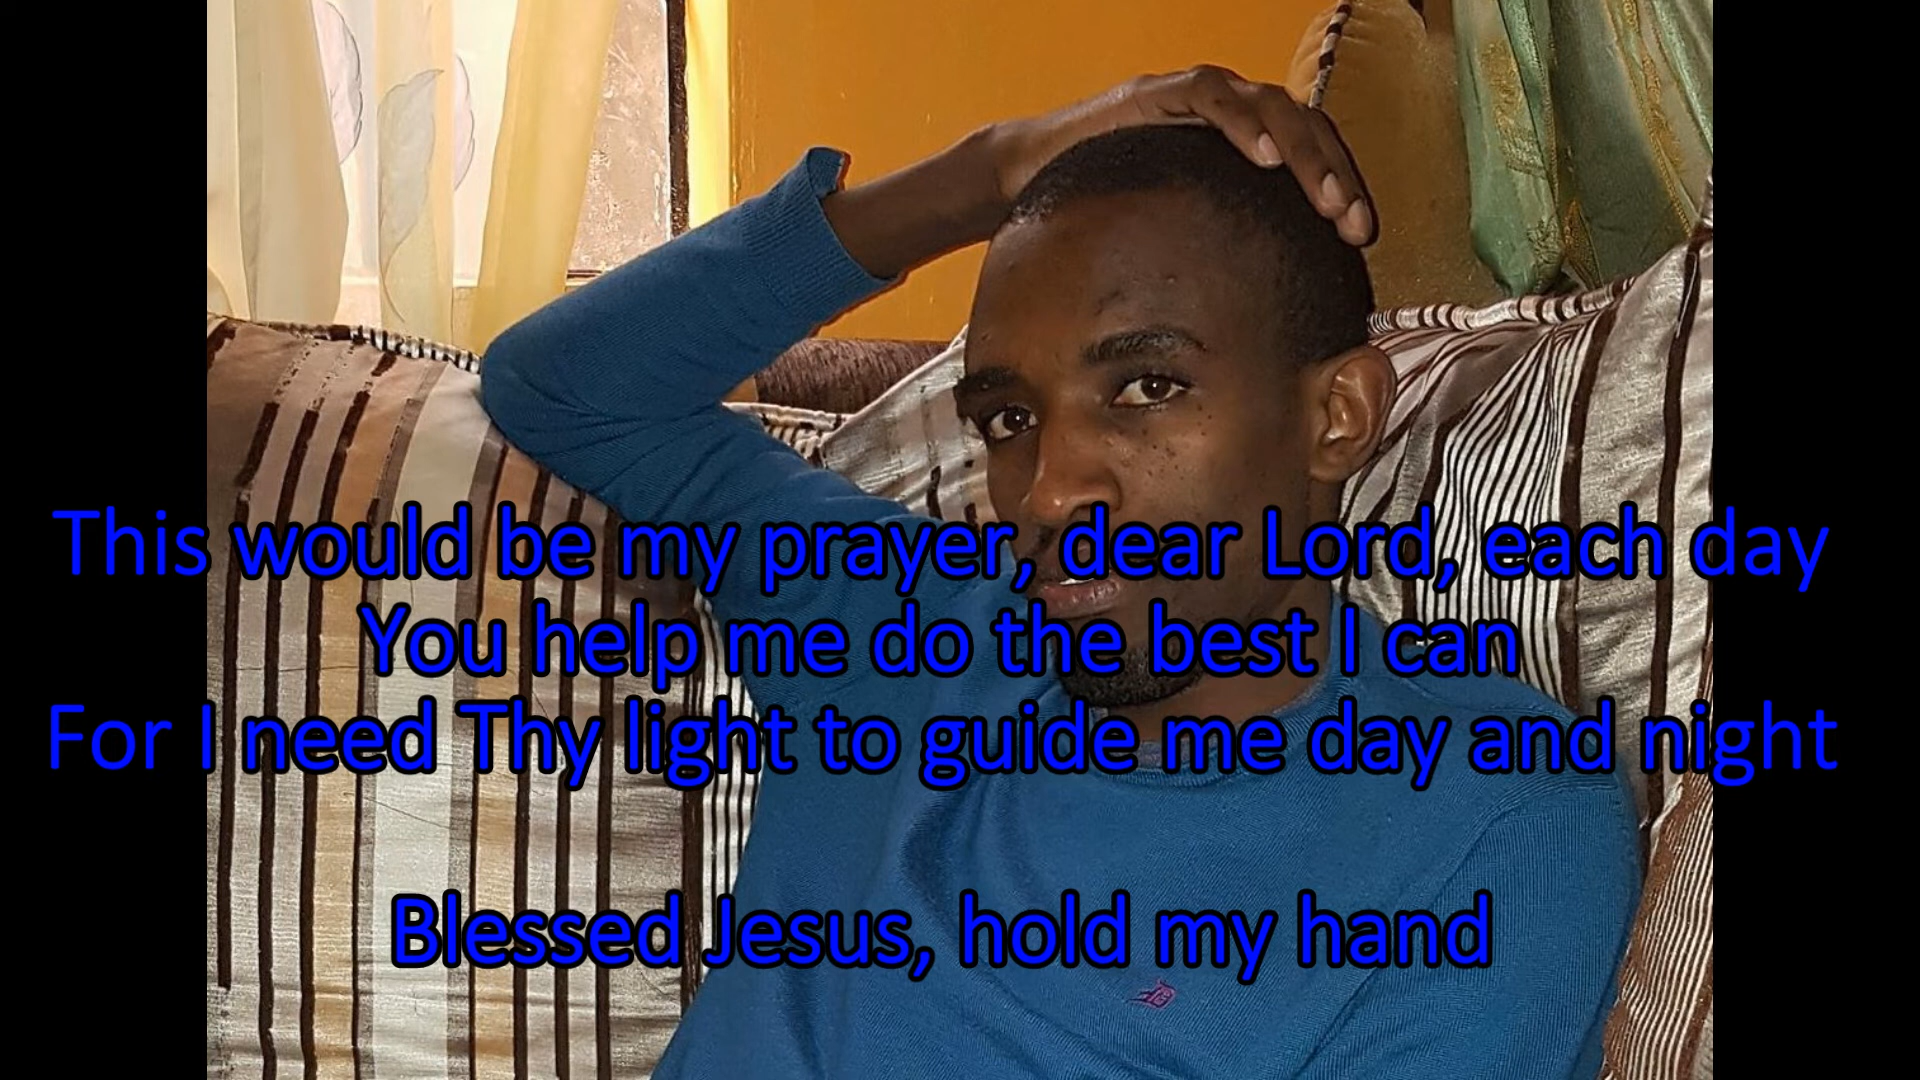 This would be my prayer, dear Lord, each day
You help me do the best I can
For I need Thy light to guide me day and night
Blessed Jesus, hold my hand